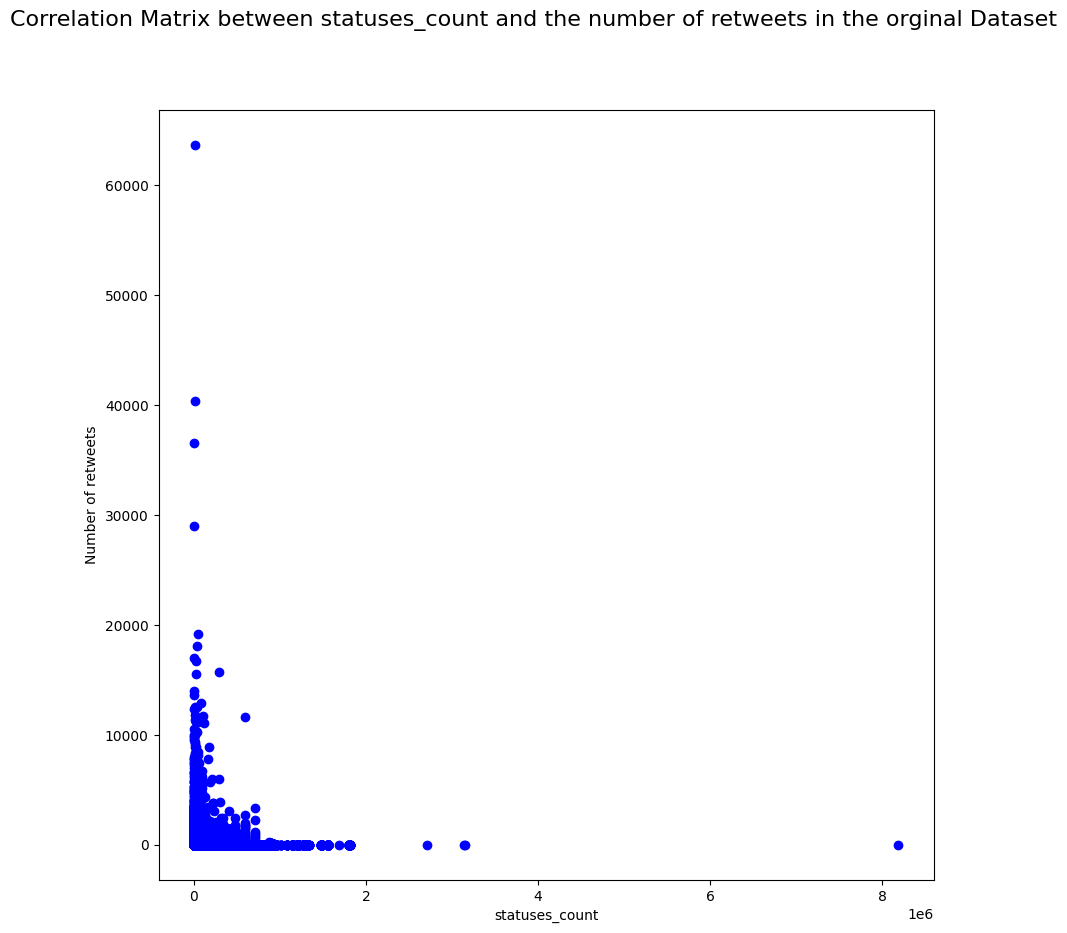 Correlation Matrix between statuses_count and the number of retweets in the orginal Dataset
60000
50000
40000
30000
20000
10000
0
Number of retweets
0 2 4 6 8
1e6
statuses_count